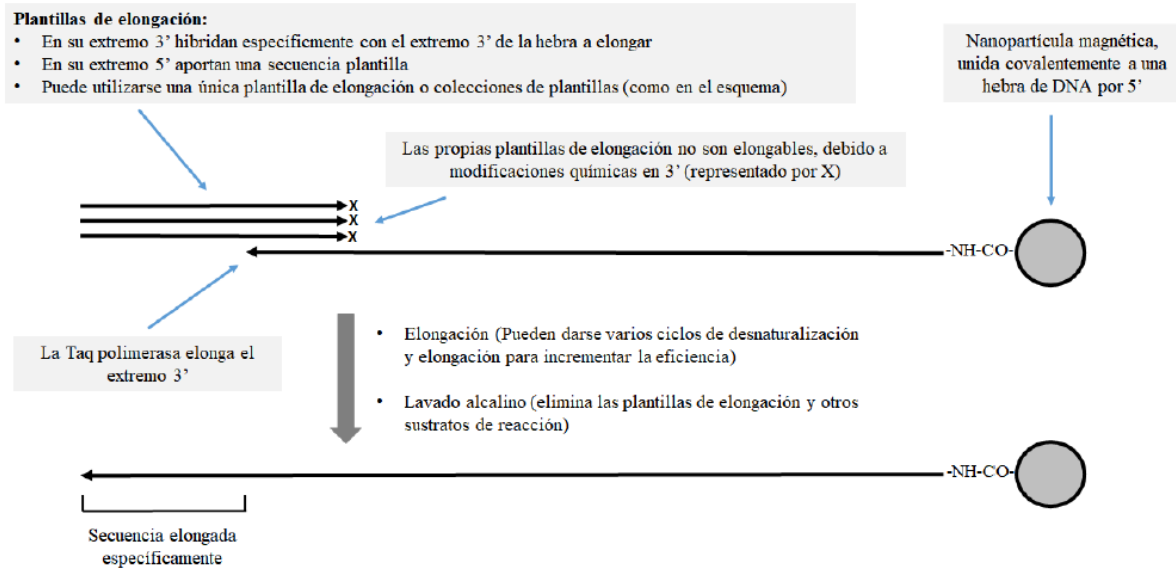 Plantillas de elongación:
• En su extremo 3’ hibridan específicmente con el extremo 3’ de la hebra a elongar
• En su extremo 5’ aportan una secuencia plantilla
• Puede utilizarse una única plantilla de elongación o colecciones de plantillas (como en el esquema)
Nanopartícula magnética,
unida covalentemente a una
hebra de DNA por 5’
Las propias plantillas de elongación no son elongables, debido a
modificaciones químicas en 3’ (representado por X)
X
X
X
-NH-CO-
La Taq polimerasa elonga el
extremo 3’
• Elongación (Pueden darse varios ciclos de desnaturalización
y elongación para incrementar la eficiencia)
• Lavado alcalino (elimina las plantillas de elongación y otros
sustratos de reacción)
-NH-CO-
Secuencia elongada
específicamente